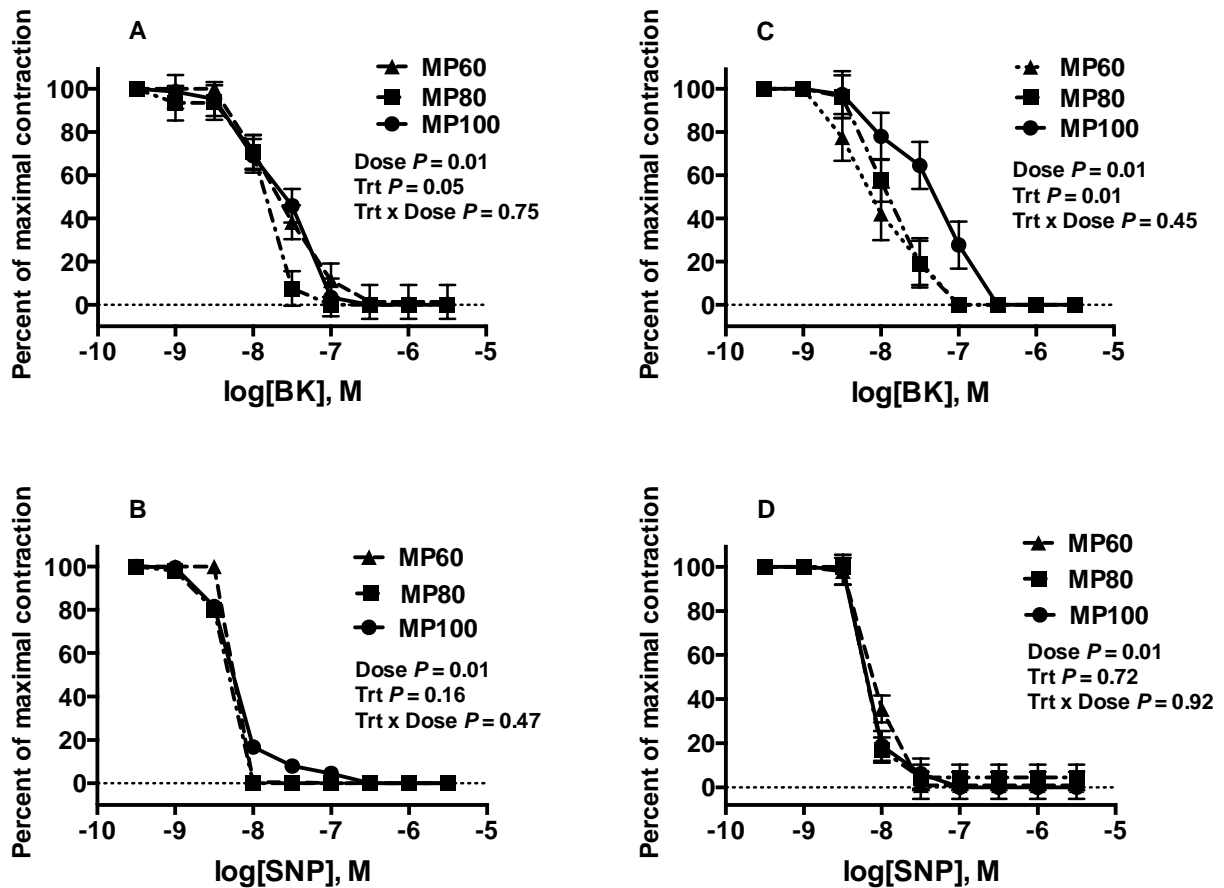 A
Percent of maximal contraction
100
80
60
40
20
0
-10 -9 -8 -7 -6 -5
log[BK], M
MP60
MP80
MP100
Dose P = 0.01
Trt P = 0.05
Trt x Dose P = 0.75
C
Percent of maximal contraction
100
80
60
40
20
0
-10 -9 -8 -7 -6 -5
log[BK], M
MP60
MP80
MP100
Dose P = 0.01
Trt P = 0.01
Trt x Dose P = 0.45
B
Percent of maximal contraction
100
80
60
40
20
0
-10 -9 -8 -7 -6 -5
log[SNP], M
MP60
MP80
MP100
Dose P = 0.01
Trt P = 0.16
Trt x Dose P = 0.47
D
Percent of maximal contraction
100
80
60
40
20
0
-10 -9 -8 -7 -6 -5
log[SNP], M
MP60
MP80
MP100
Dose P = 0.01
Trt P = 0.72
Trt x Dose P = 0.92